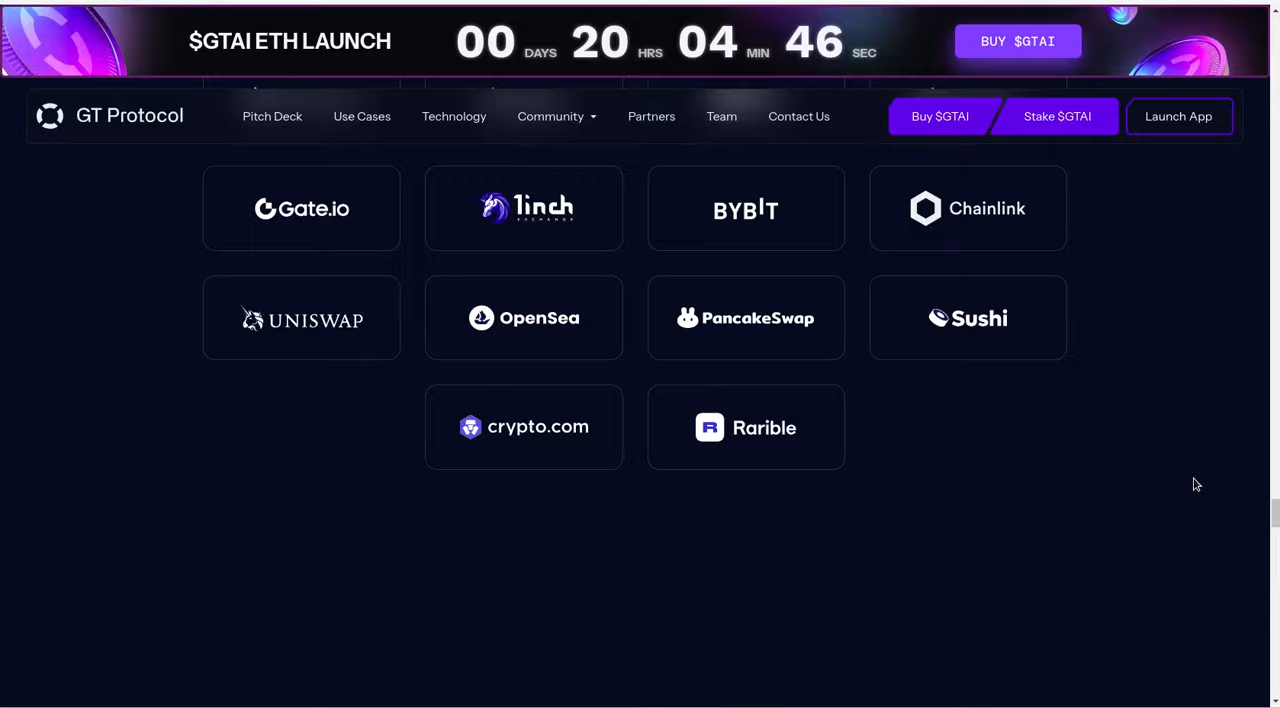 $GTAI ETH LAUNCH 00 DAYS 20 HRS 04 MIN 46 SEC BUY $GTAI
GT Protocol Pitch Deck Use Cases Technology Community Partners Team Contact Us Buy $GTAI Stake $GTAI Launch App
Gate.io 1inch EXCHANGE BYBIT Chainlink
UNISWAP OpenSea PancakeSwap Sushi
crypto.com Rarible